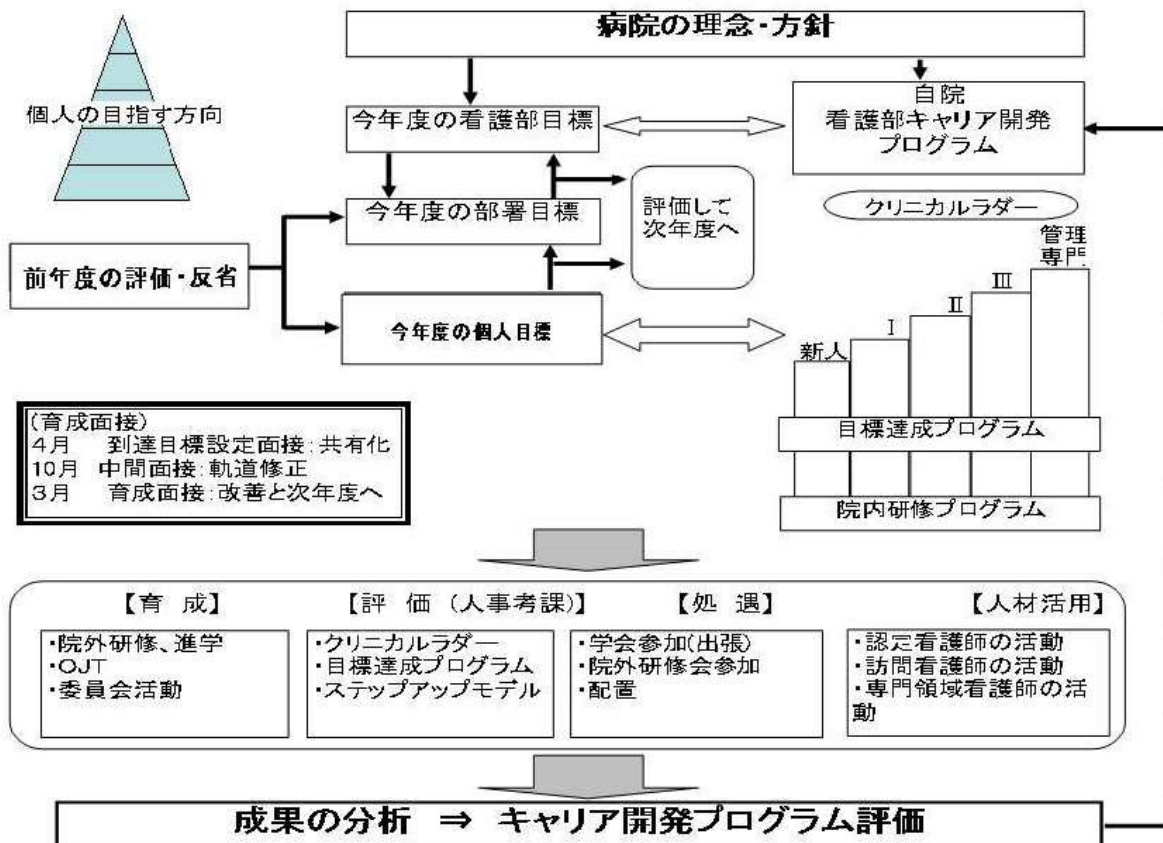 病院の理念・方針
個人の目指す方向
今年度の看護部目標
自院
看護部キャリア開発
プログラム
今年度の部署目標
評価して
次年度へ
クリニカルラダー
前年度の評価・反省
今年度の個人目標
新人
Ⅰ
Ⅱ
Ⅲ
管理
専門
目標達成プログラム
院内研修プログラム
(育成面接)
4月 到達目標設定面接:共有化
10月 中間面接:軌道修正
3月 育成面接:改善と次年度へ
【育 成】
・院外研修、進学
・OJT
・委員会活動
【評 価(人事考課)】
・クリニカルラダー
・目標達成プログラム
・ステップアップモデル
【処 遇】
・学会参加(出張)
・院外研修会参加
・配置
【人材活用】
・認定看護師の活動
・訪問看護師の活動
・専門領域看護師の活
動
成果の分析 ⇒ キャリア開発プログラム評価